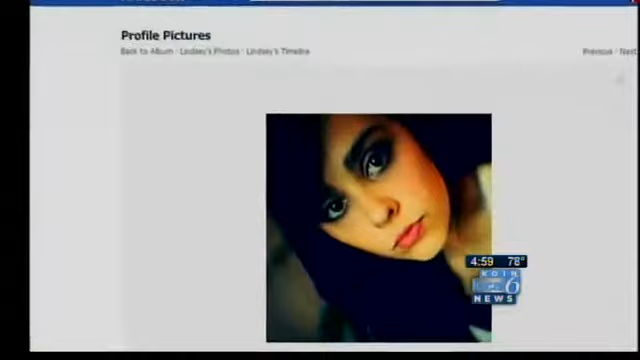 Profile Pictures
Back to Album · Lindsey's Photos · Lindsey's Timeline
Previous · Next
4:59 78°
KOIN
6
NEWS